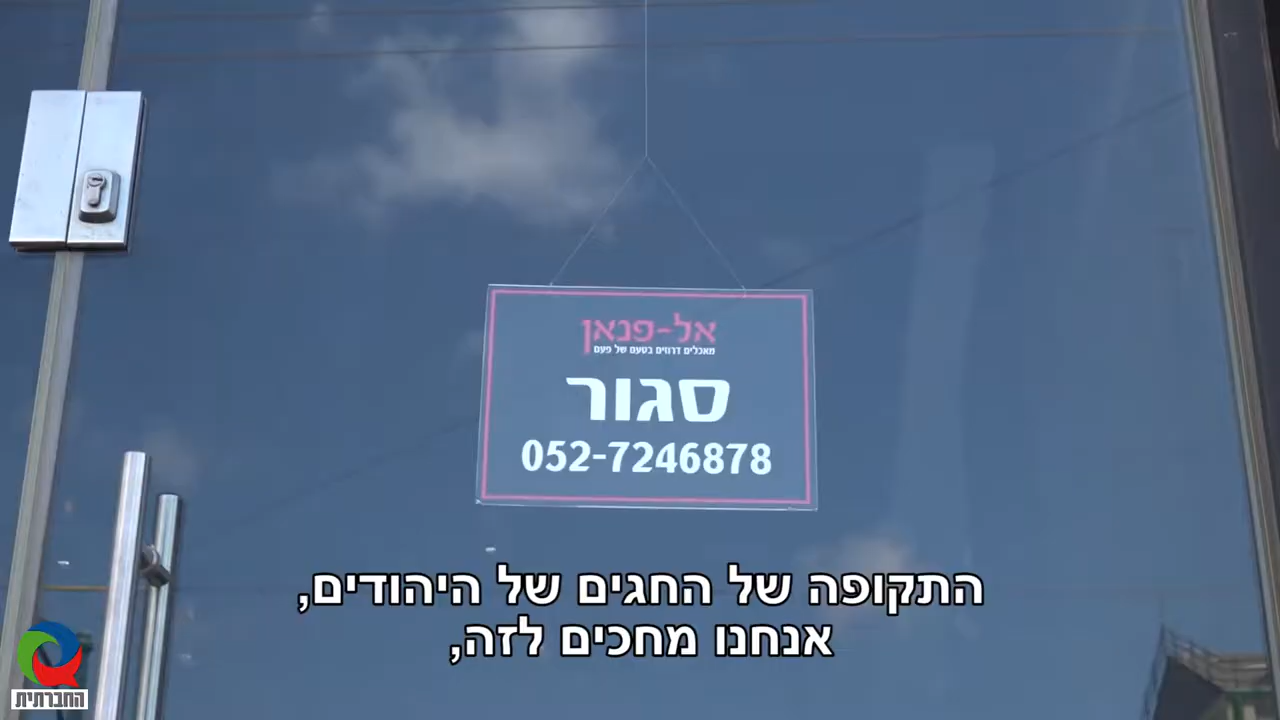 אל-פנאן
מאכלים דרוזים בטעם של פעם
סגור
052-7246878
התקופה של החגים של היהודים,
אנחנו מחכים לזה,
החברתית